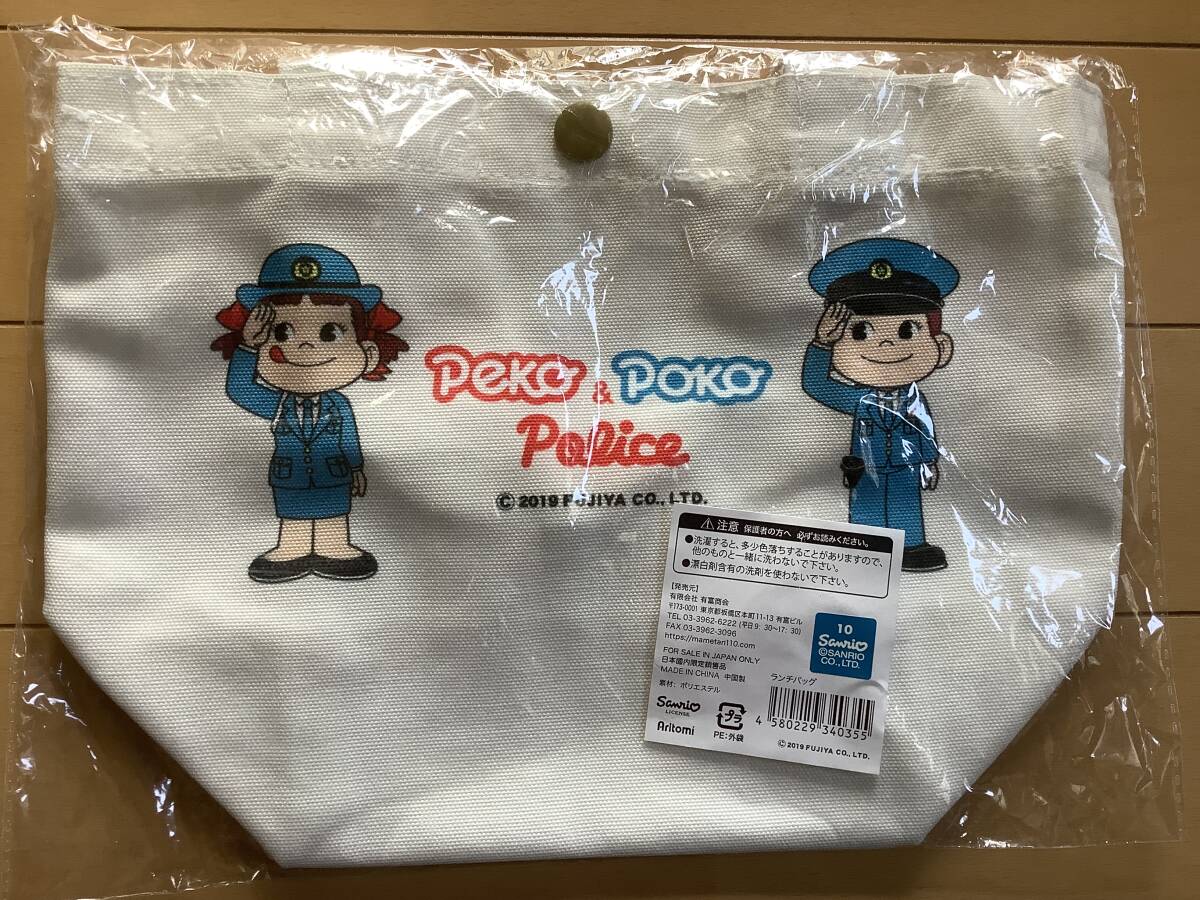 Peko & Poko
Police
© 2019 FUJIYA CO., LTD.
⚠注意 保護者の方へ 必ずお読みください。
●洗濯すると、多少色落ちすることがありますので、
他のものと一緒に洗わないで下さい。
●漂白剤含有の洗剤を使わないで下さい。
【発売元】
有限会社 有富商会
〒173-0001 東京都板橋区本町11-13 有富ビル
TEL 03-3962-6222 (平日9:30~17:30)
FAX 03-3962-3096
https://mametan110.com
FOR SALE IN JAPAN ONLY
日本国内限定銷售品
MADE IN CHINA 中国製
素材:ポリエステル
10
Sanrio
©SANRIO
CO., LTD.
ランチバッグ
4 580229 340355
Sanrio
LICENSE
Aritomi
プラ
PE:外袋
© 2019 FUJIYA CO., LTD.